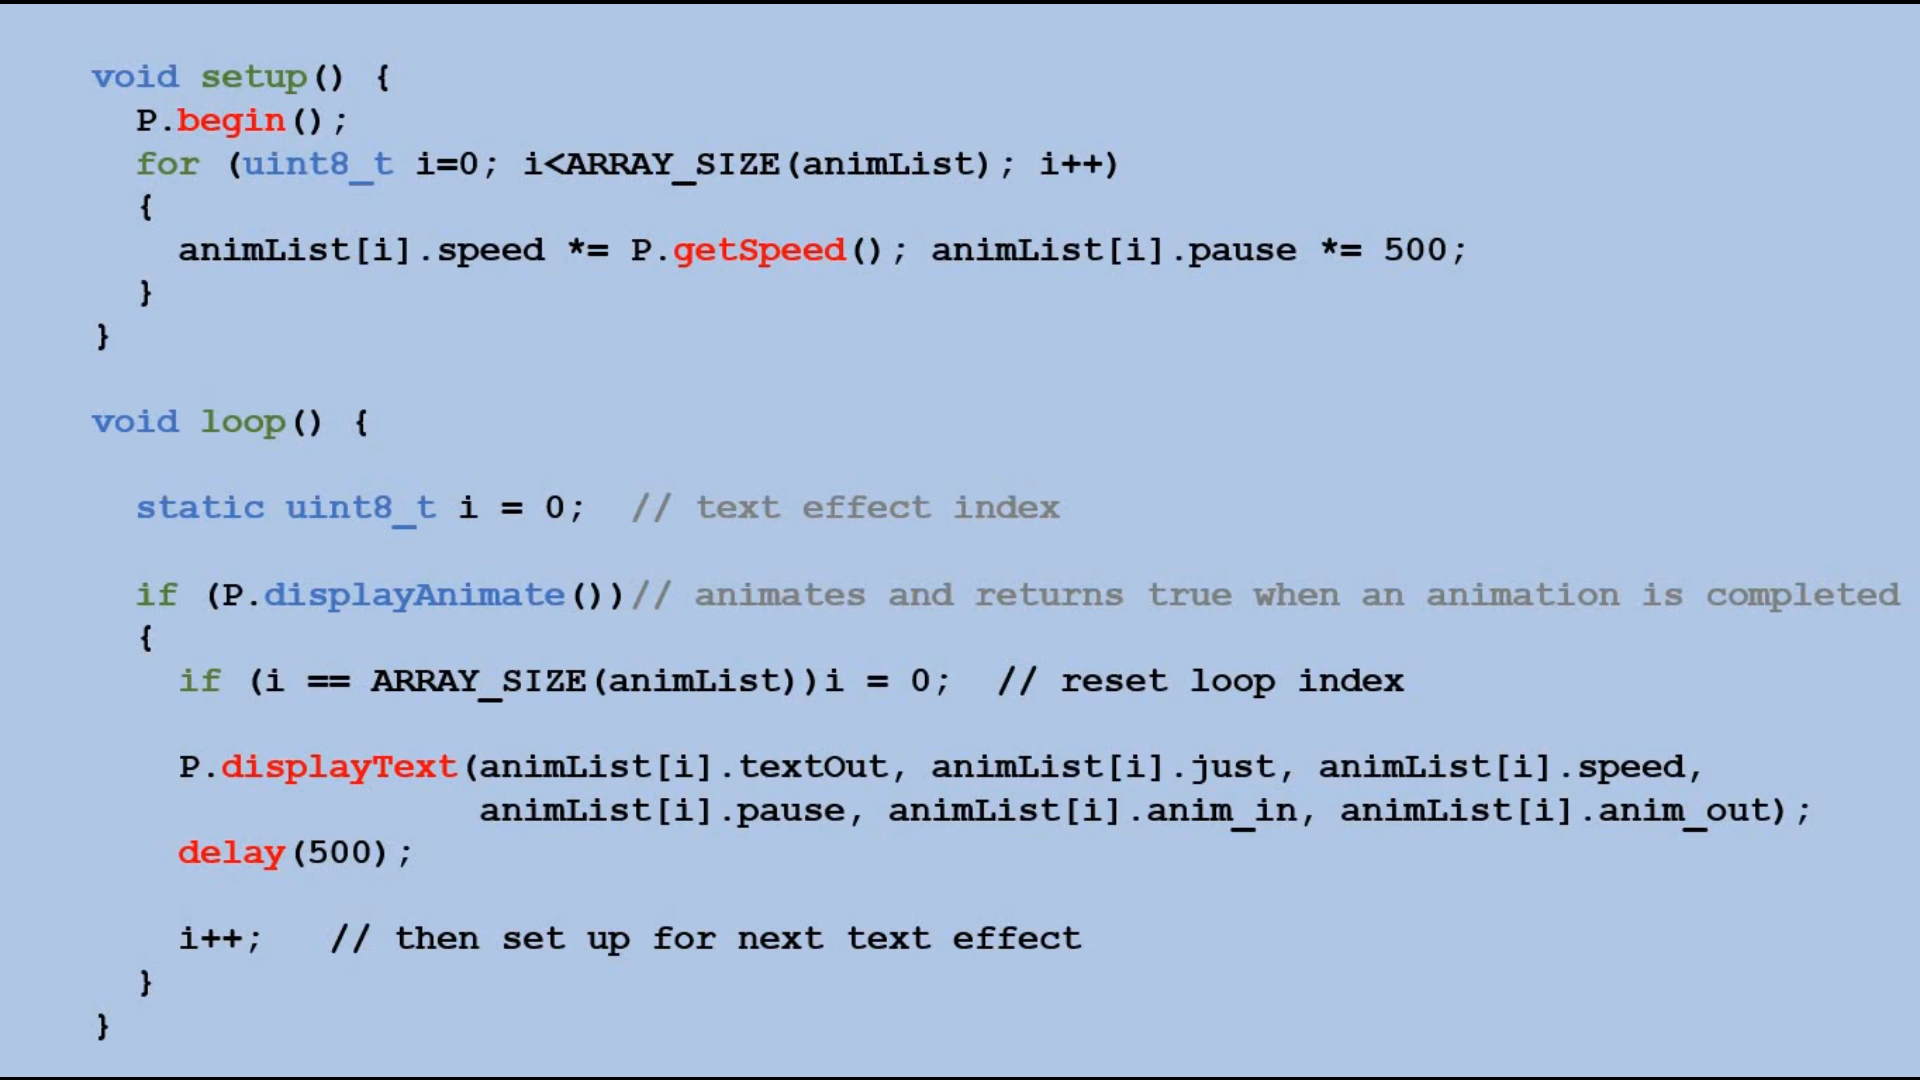 void setup() {
P.begin();
for (uint8_t i=0; i<ARRAY_SIZE(animList); i++)
{
animList[i].speed *= P.getSpeed(); animList[i].pause *= 500;
}
}
void loop() {
static uint8_t i = 0;  // text effect index
if (P.displayAnimate())// animates and returns true when an animation is completed
{
if (i == ARRAY_SIZE(animList))i = 0;  // reset loop index
P.displayText(animList[i].textOut, animList[i].just, animList[i].speed,
animList[i].pause, animList[i].anim_in, animList[i].anim_out);
delay(500);
i++;   // then set up for next text effect
}
}